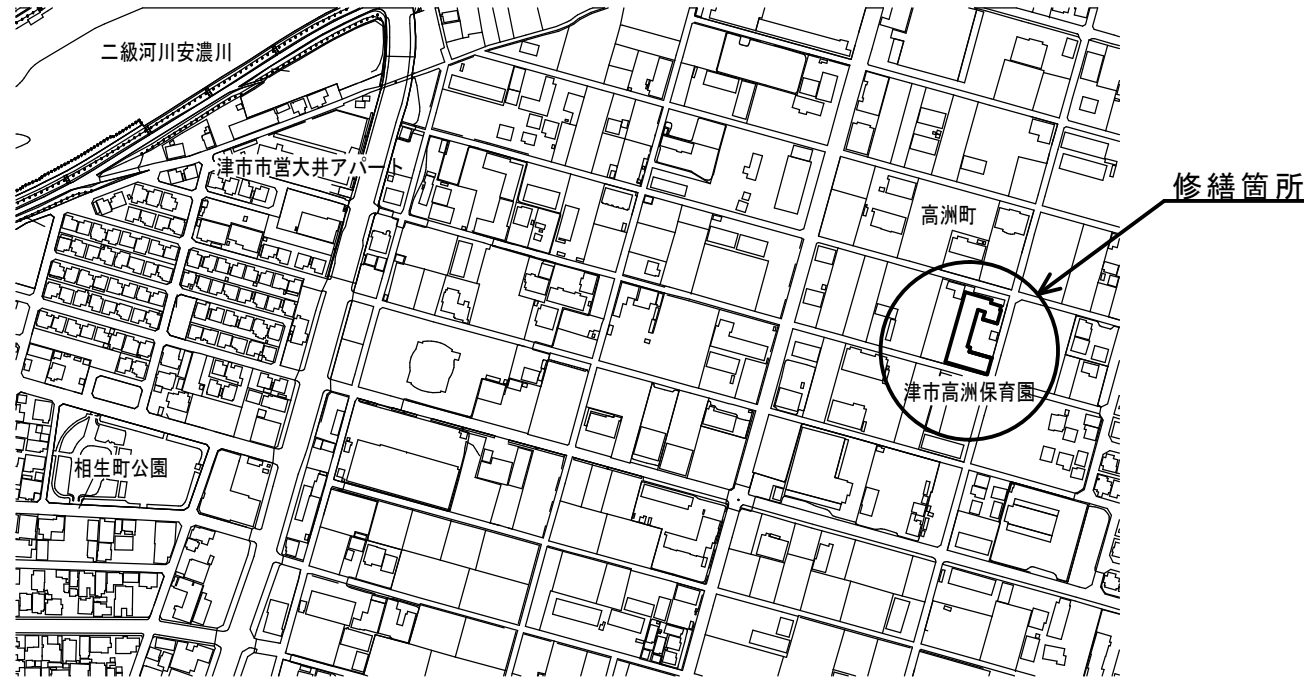 二級河川安濃川
津市市営大井アパート
修繕箇所
高洲町
津市高洲保育園
相生町公園